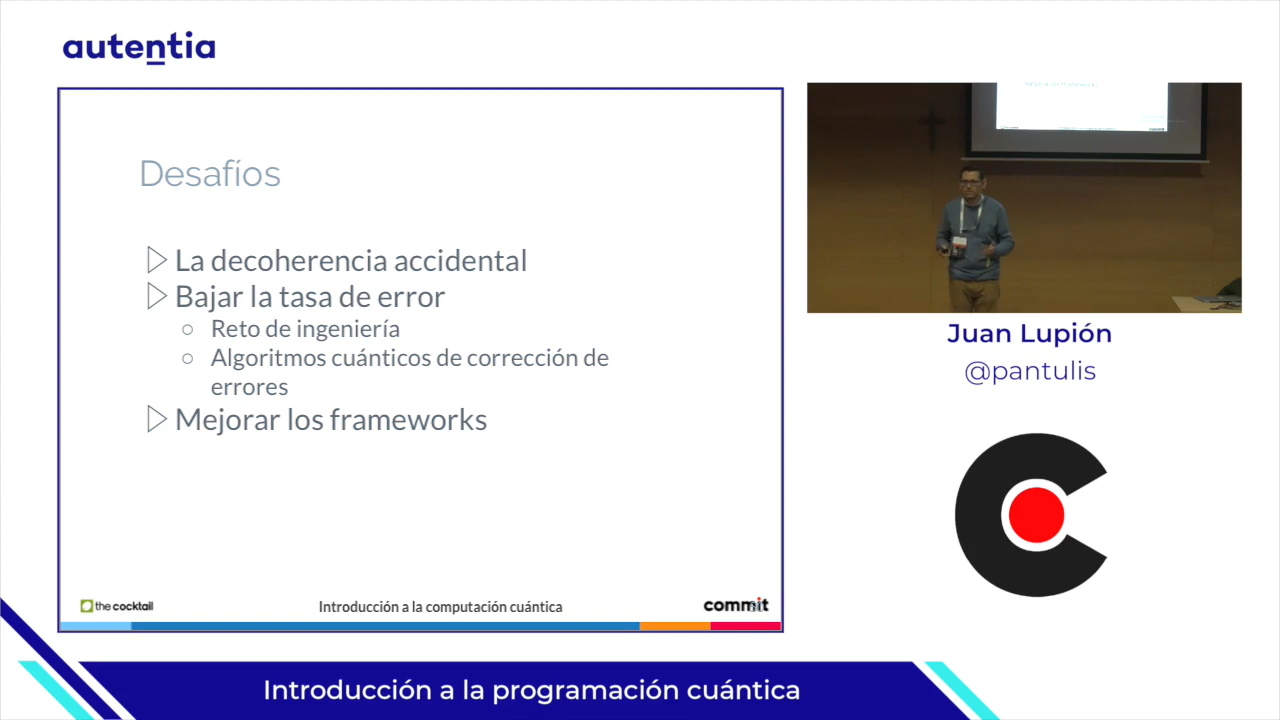 autentia
Desafíos
La decoherencia accidental
Bajar la tasa de error
Reto de ingeniería
Algoritmos cuánticos de corrección de
errores
Mejorar los frameworks
the cocktail
Introducción a la computación cuántica
commit
Juan Lupión
@pantulis
Introducción a la programación cuántica